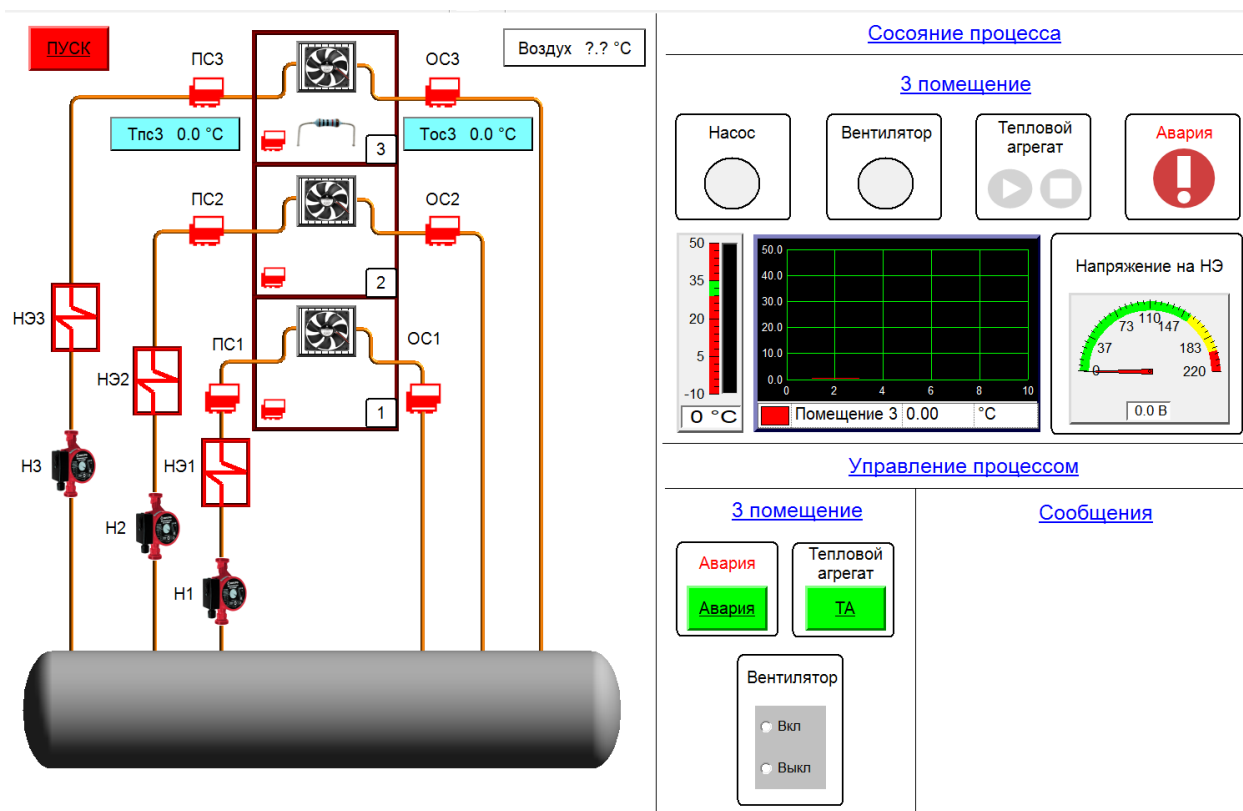 ПУСК
ПС3
ОС3
Воздух ?.? °C
Тпс3 0.0 °C
3
Тос3 0.0 °C
ПС2
ОС2
2
НЭ3
ПС1
ОС1
НЭ2
1
Н3
НЭ1
Н2
Н1
Сосояние процесса
3 помещение
Насос
Вентилятор
Тепловой
агрегат
Авария
50
35
20
5
-10
0 °C
50.0
40.0
30.0
20.0
10.0
0.0
0 2 4 6 8 10
Помещение 3 0.00 °C
Напряжение на НЭ
0 37 73 110 147 183 220
0.0 В
Управление процессом
3 помещение
Сообщения
Авария
Авария
Тепловой
агрегат
ТА
Вентилятор
Вкл
Выкл